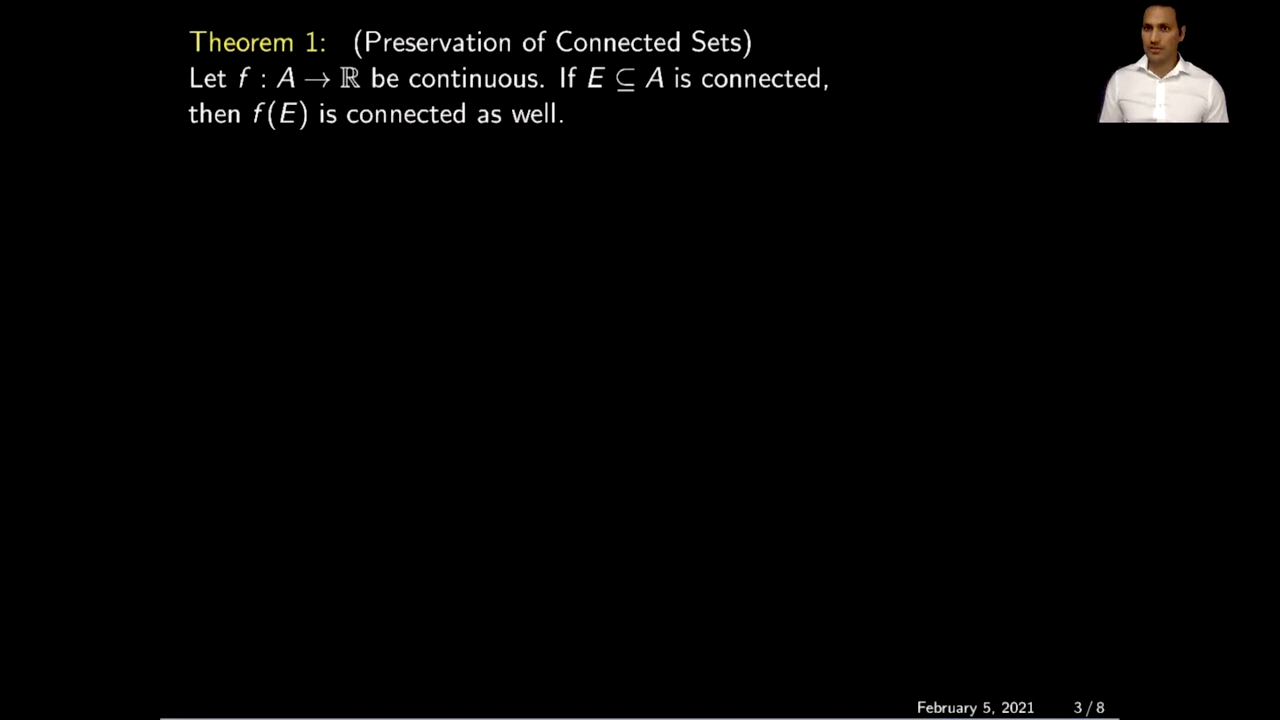 Theorem 1: (Preservation of Connected Sets)
Let f : A → ℝ be continuous. If E ⊆ A is connected,
then f(E) is connected as well.
February 5, 2021 3 / 8